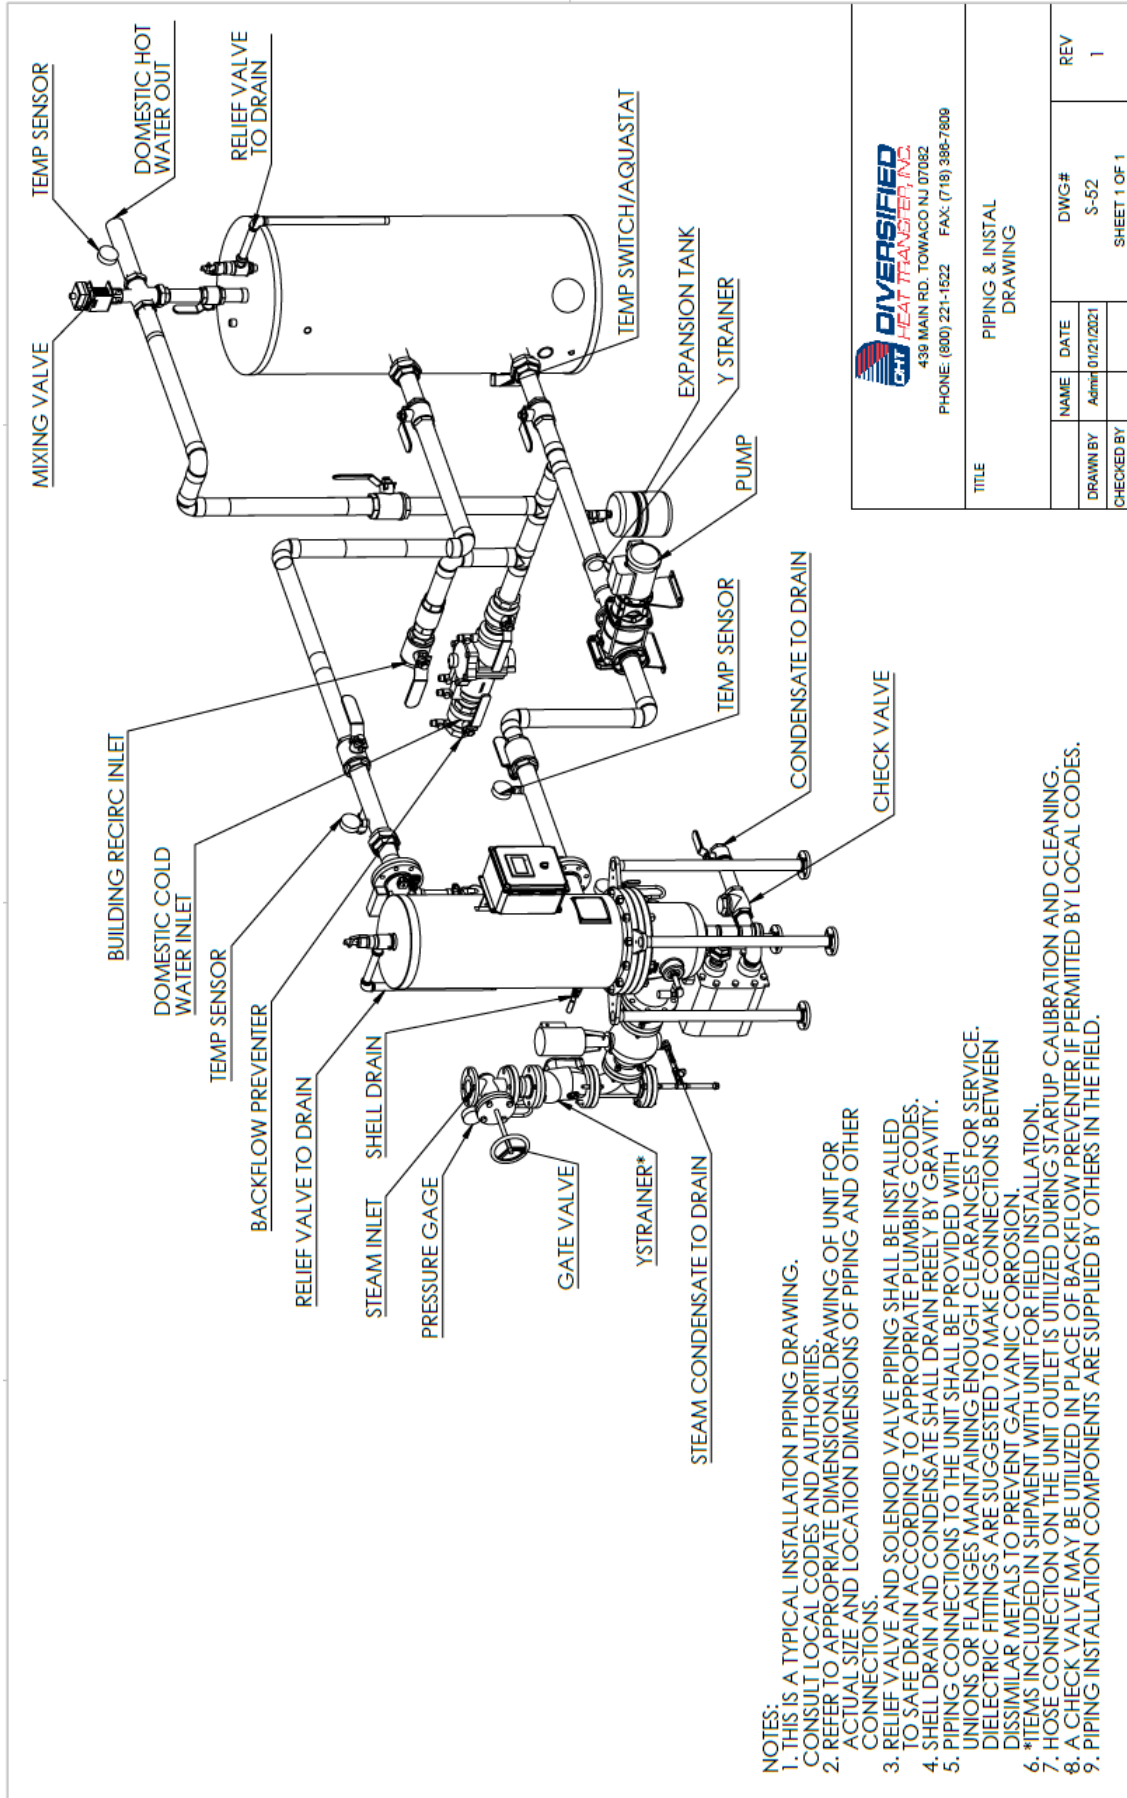 TEMP SENSOR
DOMESTIC HOT
WATER OUT
RELIEF VALVE
TO DRAIN
MIXING VALVE
TEMP SWITCH/AQUASTAT
EXPANSION TANK
Y STRAINER
PUMP
BUILDING RECIRC INLET
DOMESTIC COLD
WATER INLET
TEMP SENSOR
BACKFLOW PREVENTER
RELIEF VALVE TO DRAIN
SHELL DRAIN
STEAM INLET
PRESSURE GAGE
GATE VALVE
YSTRAINER*
STEAM CONDENSATE TO DRAIN
TEMP SENSOR
CONDENSATE TO DRAIN
CHECK VALVE
NOTES:
1. THIS IS A TYPICAL INSTALLATION PIPING DRAWING.
CONSULT LOCAL CODES AND AUTHORITIES.
2. REFER TO APPROPRIATE DIMENSIONAL DRAWING OF UNIT FOR
ACTUAL SIZE AND LOCATION DIMENSIONS OF PIPING AND OTHER
CONNECTIONS.
3. RELIEF VALVE AND SOLENOID VALVE PIPING SHALL BE INSTALLED
TO SAFE DRAIN ACCORDING TO APPROPRIATE PLUMBING CODES.
4. SHELL DRAIN AND CONDENSATE SHALL DRAIN FREELY BY GRAVITY.
5. PIPING CONNECTIONS TO THE UNIT SHALL BE PROVIDED WITH
UNIONS OR FLANGES MAINTAINING ENOUGH CLEARANCES FOR SERVICE.
DIELECTRIC FITTINGS ARE SUGGESTED TO MAKE CONNECTIONS BETWEEN
DISSIMILAR METALS TO PREVENT GALVANIC CORROSION.
6. *ITEMS INCLUDED IN SHIPMENT WITH UNIT FOR FIELD INSTALLATION.
7. HOSE CONNECTION ON THE UNIT OUTLET IS UTILIZED DURING STARTUP CALIBRATION AND CLEANING.
8. A CHECK VALVE MAY BE UTILIZED IN PLACE OF BACKFLOW PREVENTER IF PERMITTED BY LOCAL CODES.
9. PIPING INSTALLATION COMPONENTS ARE SUPPLIED BY OTHERS IN THE FIELD.
DHT DIVERSIFIED
HEAT TRANSFER, INC.
439 MAIN RD. TOWACO NJ 07082
PHONE: (800) 221-1522 FAX: (718) 386-7809
TITLE
PIPING & INSTAL
DRAWING
NAME DATE DWG# REV
DRAWN BY Admin 01/21/2021 S-52 1
CHECKED BY SHEET 1 OF 1